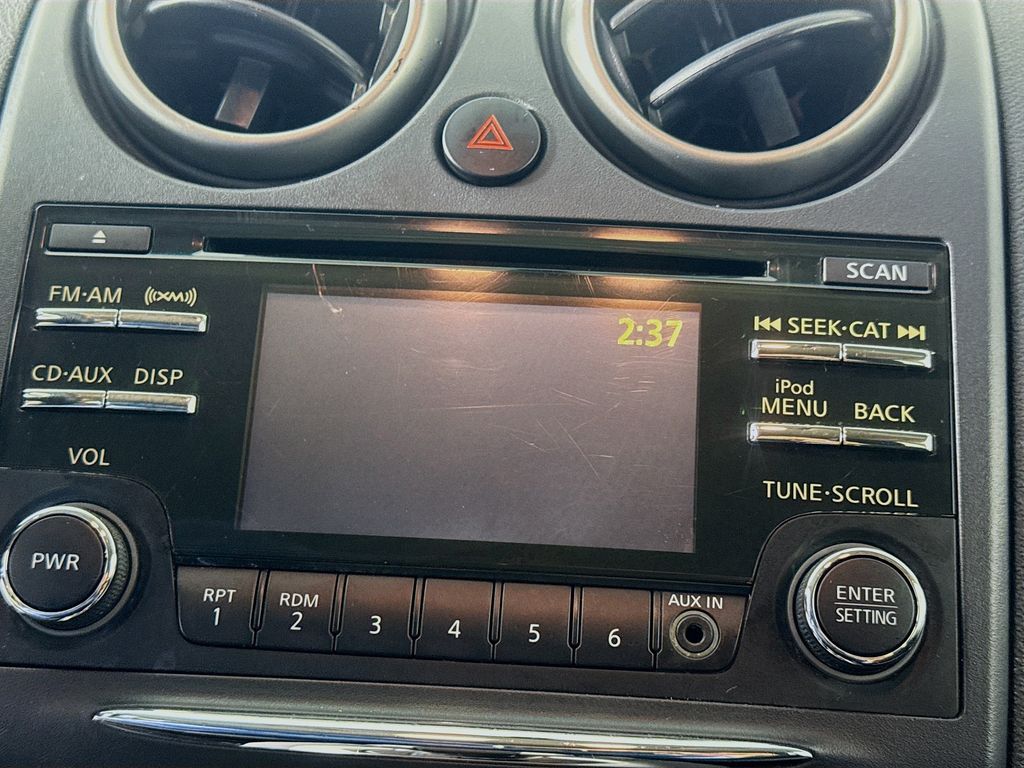 SCAN
FM·AM ((XM))
2:37
SEEK·CAT
CD·AUX DISP
iPod
MENU BACK
VOL
TUNE·SCROLL
PWR
RPT
1
RDM
2
3
4
5
6
AUX IN
ENTER
SETTING